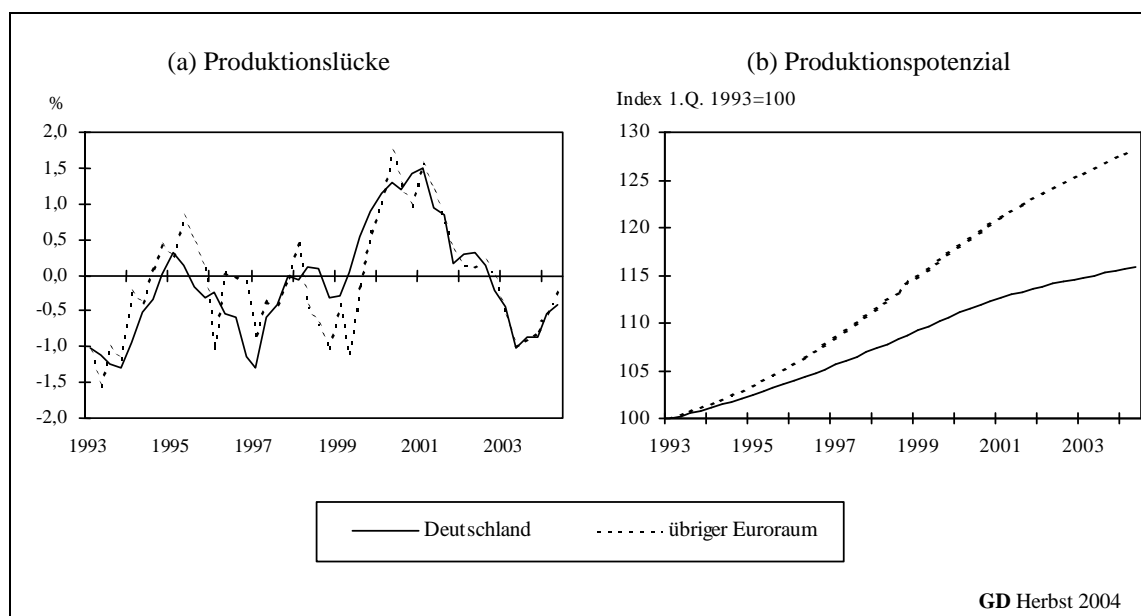 (a) Produktionslücke
%
2,0
1,5
1,0
0,5
0,0
-0,5
-1,0
-1,5
-2,0
1993 1995 1997 1999 2001 2003
(b) Produktionspotenzial
Index 1.Q. 1993=100
130
125
120
115
110
105
100
1993 1995 1997 1999 2001 2003
Deutschland übriger Euroraum
GD Herbst 2004